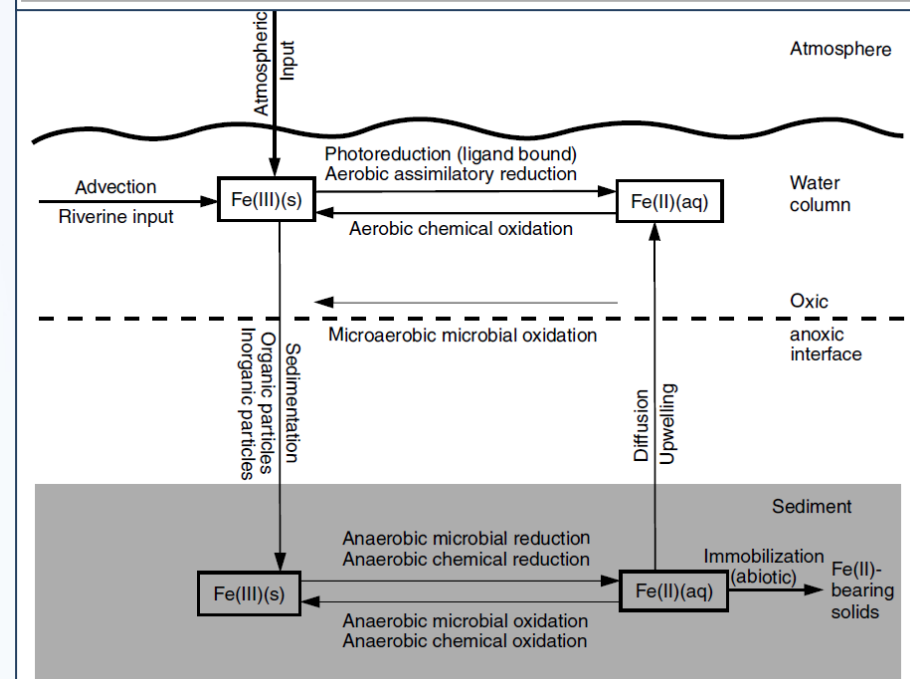 Atmospheric
Input
Atmosphere
Photoreduction (ligand bound)
Aerobic assimilatory reduction
Advection
Riverine input
Fe(III)(s)
Fe(II)(aq)
Water
column
Aerobic chemical oxidation
Oxic
Microaerobic microbial oxidation
anoxic
interface
Sedimentation
Organic particles
Inorganic particles
Diffusion
Upwelling
Sediment
Anaerobic microbial reduction
Anaerobic chemical reduction
Fe(III)(s)
Fe(II)(aq)
Immobilization
(abiotic)
Fe(II)-
bearing
solids
Anaerobic microbial oxidation
Anaerobic chemical oxidation